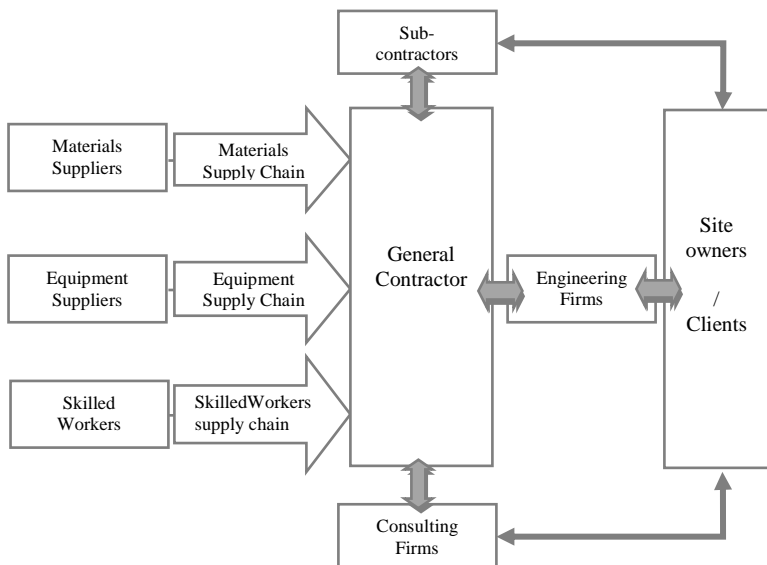 Sub-
contractors
Materials
Suppliers
Materials
Supply Chain
Equipment
Suppliers
Equipment
Supply Chain
Skilled
Workers
SkilledWorkers
supply chain
General
Contractor
Engineering
Firms
Site
owners
/
Clients
Consulting
Firms